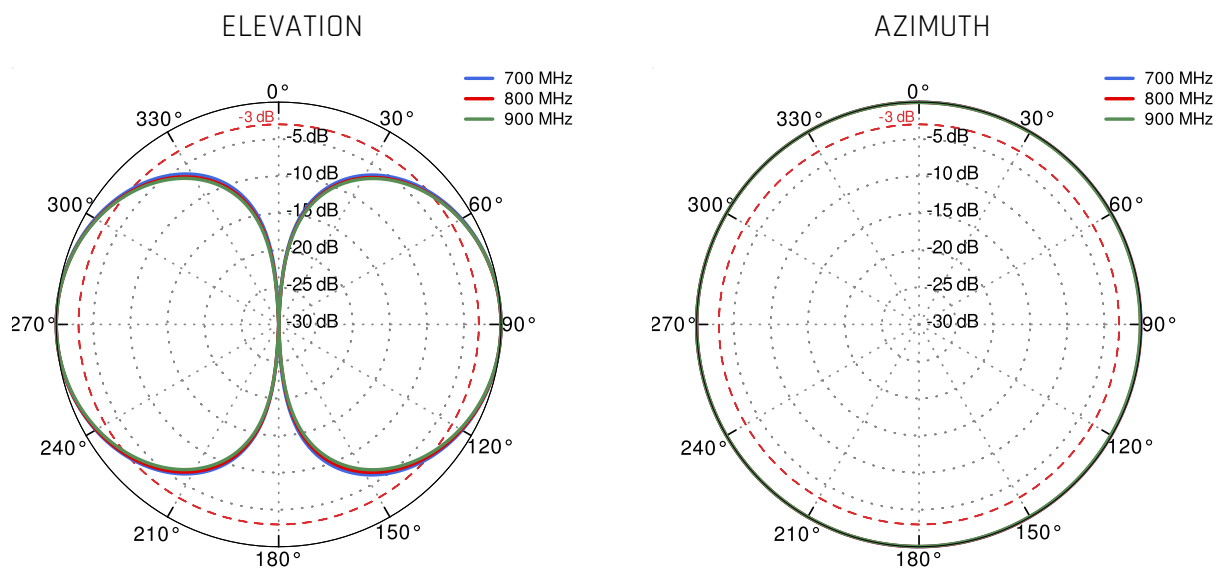 ELEVATION
700 MHz
800 MHz
900 MHz
0°
-3 dB
330°
30°
-5 dB
-10 dB
300°
60°
-15 dB
-20 dB
-25 dB
270°
-30 dB
90°
240°
120°
210°
150°
180°
AZIMUTH
700 MHz
800 MHz
900 MHz
0°
-3 dB
330°
30°
-5 dB
-10 dB
300°
60°
-15 dB
-20 dB
-25 dB
270°
-30 dB
90°
240°
120°
210°
150°
180°